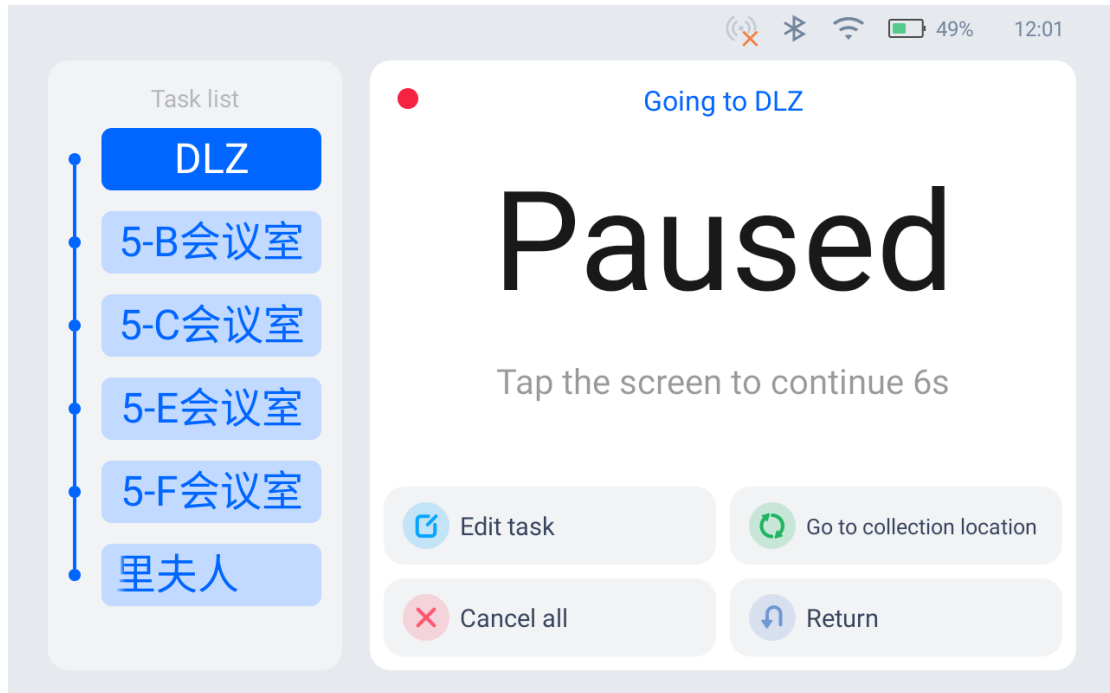 49%
12:01
Task list
DLZ
5-B会议室
5-C会议室
5-E会议室
5-F会议室
里夫人
Going to DLZ
Paused
Tap the screen to continue 6s
Edit task
Go to collection location
Cancel all
Return